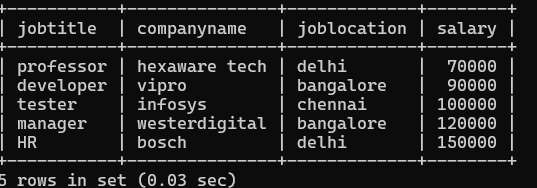 +-----------+---------------+-------------+--------+
| jobtitle  | companyname   | joblocation | salary |
+-----------+---------------+-------------+--------+
| professor | hexaware tech | delhi       |  70000 |
| developer | vipro         | bangalore   |  90000 |
| tester    | infosys       | chennai     | 100000 |
| manager   | westerdigital | bangalore   | 120000 |
| HR        | bosch         | delhi       | 150000 |
+-----------+---------------+-------------+--------+
5 rows in set (0.03 sec)